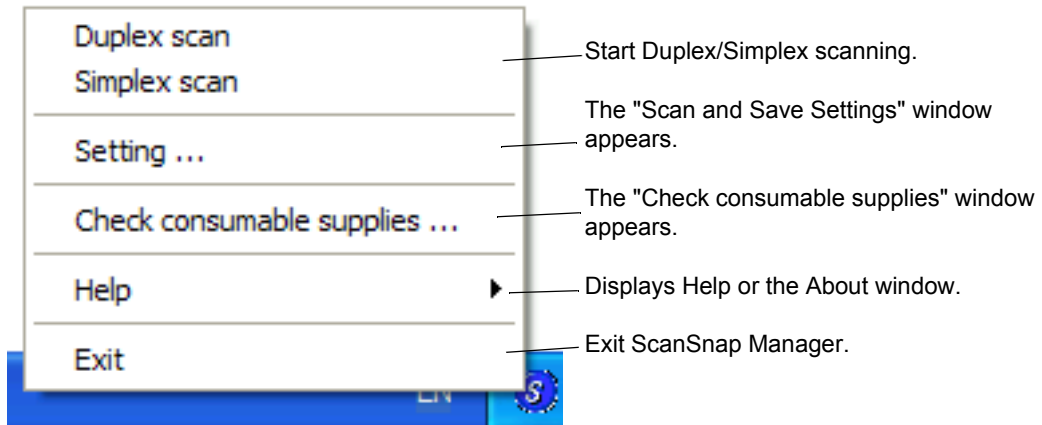 Duplex scan
Simplex scan
Setting ...
Check consumable supplies ...
Help
Exit
EN
S
Start Duplex/Simplex scanning.
The "Scan and Save Settings" window
appears.
The "Check consumable supplies" window
appears.
Displays Help or the About window.
Exit ScanSnap Manager.